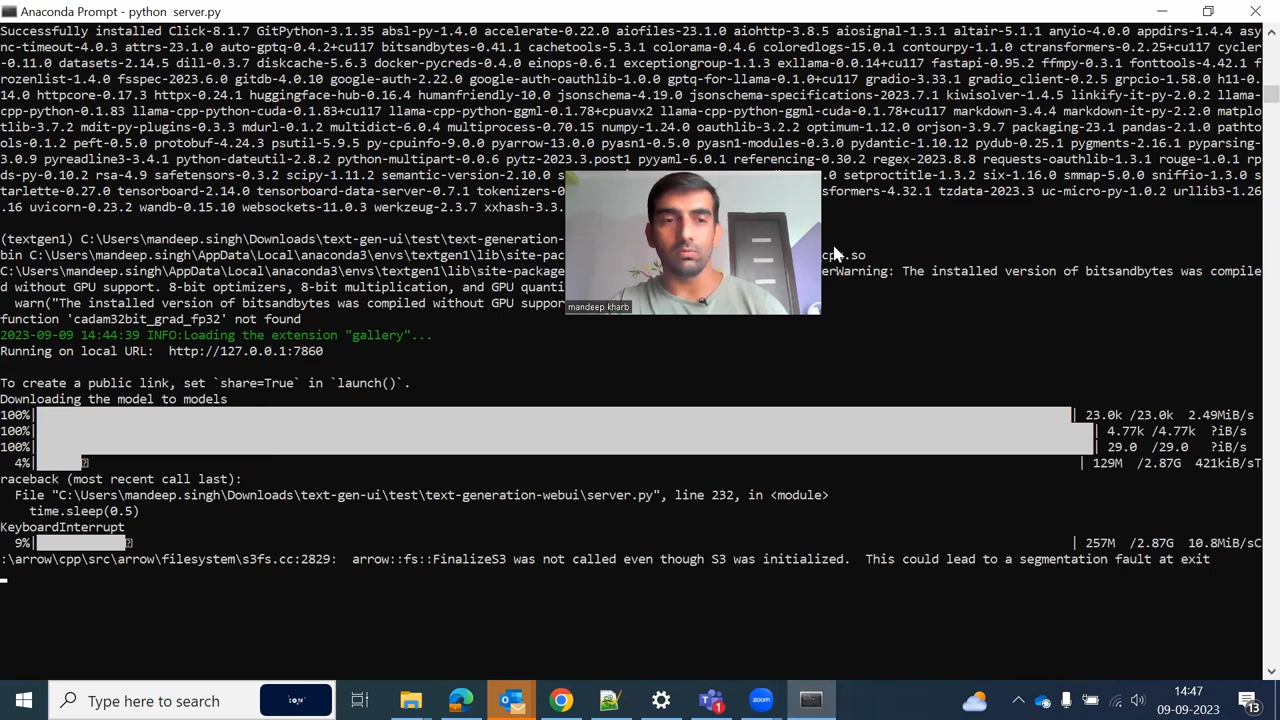 Anaconda Prompt - python server.py
Successfully installed Click-8.1.7 GitPython-3.1.35 absl-py-1.4.0 accelerate-0.22.0 aiofiles-23.1.0 aiohttp-3.8.5 aiosignal-1.3.1 altair-5.1.1 anyio-4.0.0 appdirs-1.4.4 asy
nc-timeout-4.0.3 attrs-23.1.0 auto-gptq-0.4.2+cu117 bitsandbytes-0.41.1 cachetools-5.3.1 colorama-0.4.6 coloredlogs-15.0.1 contourpy-1.1.0 ctransformers-0.2.25+cu117 cycler
-0.11.0 datasets-2.14.5 dill-0.3.7 diskcache-5.6.3 docker-pycreds-0.4.0 einops-0.6.1 exceptiongroup-1.1.3 exllama-0.0.14+cu117 fastapi-0.95.2 ffmpy-0.3.1 fonttools-4.42.1 f
rozenlist-1.4.0 fsspec-2023.6.0 gitdb-4.0.10 google-auth-2.22.0 google-auth-oauthlib-1.0.0 gptq-for-llama-0.1.0+cu117 gradio-3.33.1 gradio_client-0.2.5 grpcio-1.58.0 h11-0.
14.0 httpcore-0.17.3 httpx-0.24.1 huggingface-hub-0.16.4 humanfriendly-10.0 jsonschema-4.19.0 jsonschema-specifications-2023.7.1 kiwisolver-1.4.5 linkify-it-py-2.0.2 llama-
cpp-python-0.1.83 llama-cpp-python-cuda-0.1.83+cu117 llama-cpp-python-ggml-0.1.78+cpuavx2 llama-cpp-python-ggml-cuda-0.1.78+cu117 markdown-3.4.4 markdown-it-py-2.2.0 matplo
tlib-3.7.2 mdit-py-plugins-0.3.3 mdurl-0.1.2 multidict-6.0.4 multiprocess-0.70.15 numpy-1.24.0 oauthlib-3.2.2 optimum-1.12.0 orjson-3.9.7 packaging-23.1 pandas-2.1.0 pathto
ols-0.1.2 peft-0.5.0 protobuf-4.24.3 psutil-5.9.5 py-cpuinfo-9.0.0 pyarrow-13.0.0 pyasn1-0.5.0 pyasn1-modules-0.3.0 pydantic-1.10.12 pydub-0.25.1 pygments-2.16.1 pyparsing-
3.0.9 pyreadline3-3.4.1 python-dateutil-2.8.2 python-multipart-0.0.6 pytz-2023.3.post1 pyyaml-6.0.1 referencing-0.30.2 regex-2023.8.8 requests-oauthlib-1.3.1 rouge-1.0.1 rp
ds-py-0.10.2 rsa-4.9 safetensors-0.3.2 scipy-1.11.2 semantic-version-2.10.0 setproctitle-1.3.2 six-1.16.0 smmap-5.0.0 sniffio-1.3.0 s
tarlette-0.27.0 tensorboard-2.14.0 tensorboard-data-server-0.7.1 tokenizers-0 sformers-4.32.1 tzdata-2023.3 uc-micro-py-1.0.2 urllib3-1.26
.16 uvicorn-0.23.2 wandb-0.15.10 websockets-11.0.3 werkzeug-2.3.7 xxhash-3.3.
(textgen1) C:\Users\mandeep.singh\Downloads\text-gen-ui\test\text-generation-
bin C:\Users\mandeep.singh\AppData\Local\anaconda3\envs\textgen1\lib\site-package .so
C:\Users\mandeep.singh\AppData\Local\anaconda3\envs\textgen1\lib\site-package erWarning: The installed version of bitsandbytes was compile
d without GPU support. 8-bit optimizers, 8-bit multiplication, and GPU quanti
warn("The installed version of bitsandbytes was compiled without GPU suppor
function 'cadam32bit_grad_fp32' not found
2023-09-09 14:44:39 INFO:Loading the extension "gallery"...
Running on local URL: http://127.0.0.1:7860
To create a public link, set `share=True` in `launch()`.
Downloading the model to models
100%| | 23.0k /23.0k 2.49MiB/s
100%| | 4.77k /4.77k ?iB/s
100%| | 29.0 /29.0 ?iB/s
4%| | 129M /2.87G 421kiB/sT
raceback (most recent call last):
File "C:\Users\mandeep.singh\Downloads\text-gen-ui\test\text-generation-webui\server.py", line 232, in <module>
time.sleep(0.5)
KeyboardInterrupt
9%| | 257M /2.87G 10.8MiB/sC
:\arrow\cpp\src\arrow\filesystem\s3fs.cc:2829: arrow::fs::FinalizeS3 was not called even though S3 was initialized. This could lead to a segmentation fault at exit
mandeep kharb
Type here to search
14:47
09-09-2023
13
1